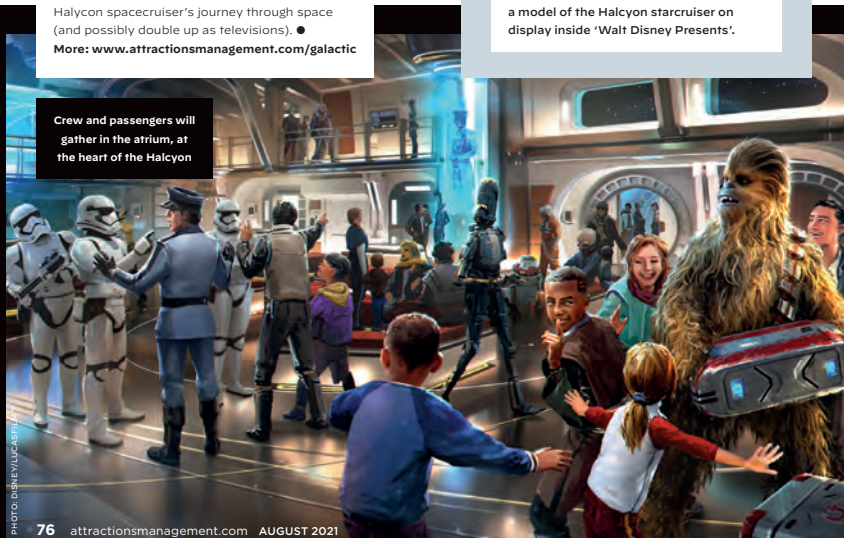 Halycon spacecruiser's journey through space
(and possibly double up as televisions). ●
More: www.attractionsmanagement.com/galactic
a model of the Halcyon starcruiser on
display inside 'Walt Disney Presents'.
Crew and passengers will
gather in the atrium, at
the heart of the Halcyon
PHOTO: DISNEY/LUCASFILM
76 attractionsmanagement.com AUGUST 2021